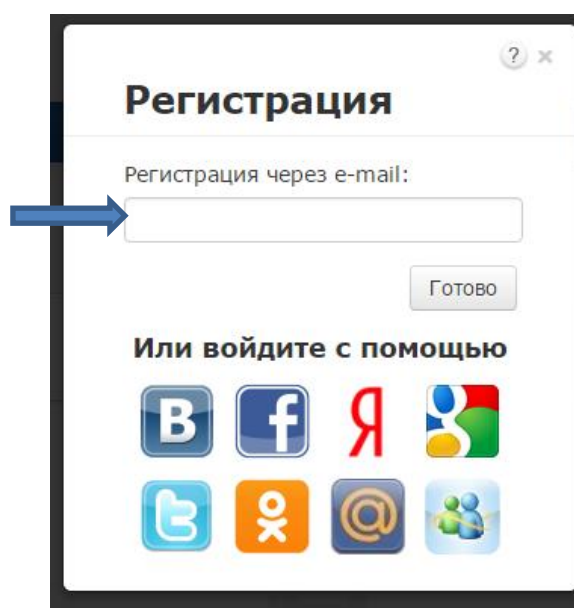 ?
Регистрация
Регистрация через e-mail:
Готово
Или войдите с помощью
В f Я g
t @